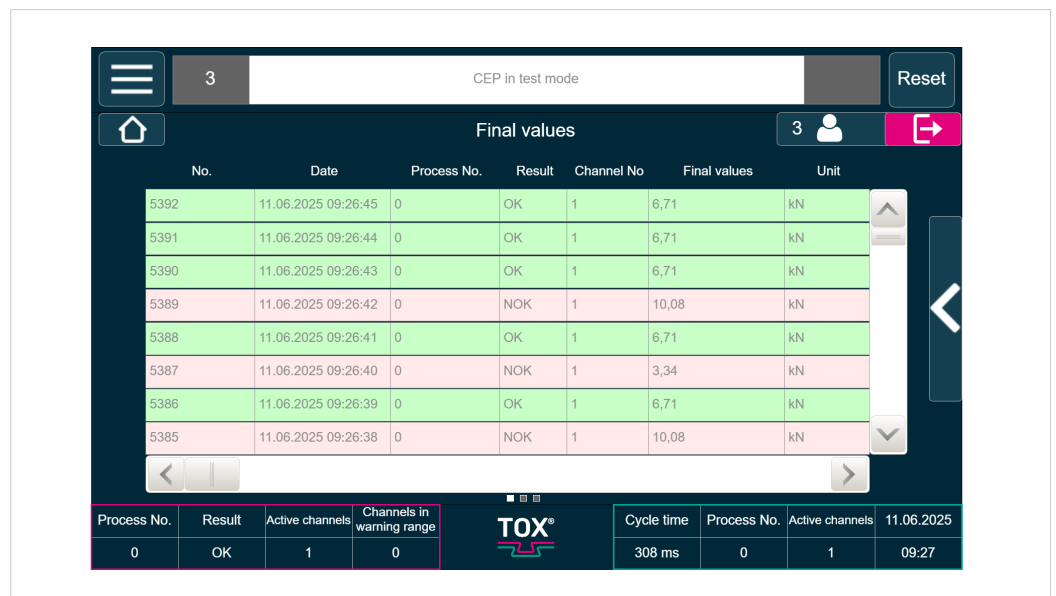 3 CEP in test mode Reset
Final values 3
No. Date Process No. Result Channel No Final values Unit
5392 11.06.2025 09:26:45 0 OK 1 6,71 kN
5391 11.06.2025 09:26:44 0 OK 1 6,71 kN
5390 11.06.2025 09:26:43 0 OK 1 6,71 kN
5389 11.06.2025 09:26:42 0 NOK 1 10,08 kN
5388 11.06.2025 09:26:41 0 OK 1 6,71 kN
5387 11.06.2025 09:26:40 0 NOK 1 3,34 kN
5386 11.06.2025 09:26:39 0 OK 1 6,71 kN
5385 11.06.2025 09:26:38 0 NOK 1 10,08 kN
Process No. Result Active channels Channels in warning range TOX® Cycle time Process No. Active channels 11.06.2025
0 OK 1 0 308 ms 0 1 09:27